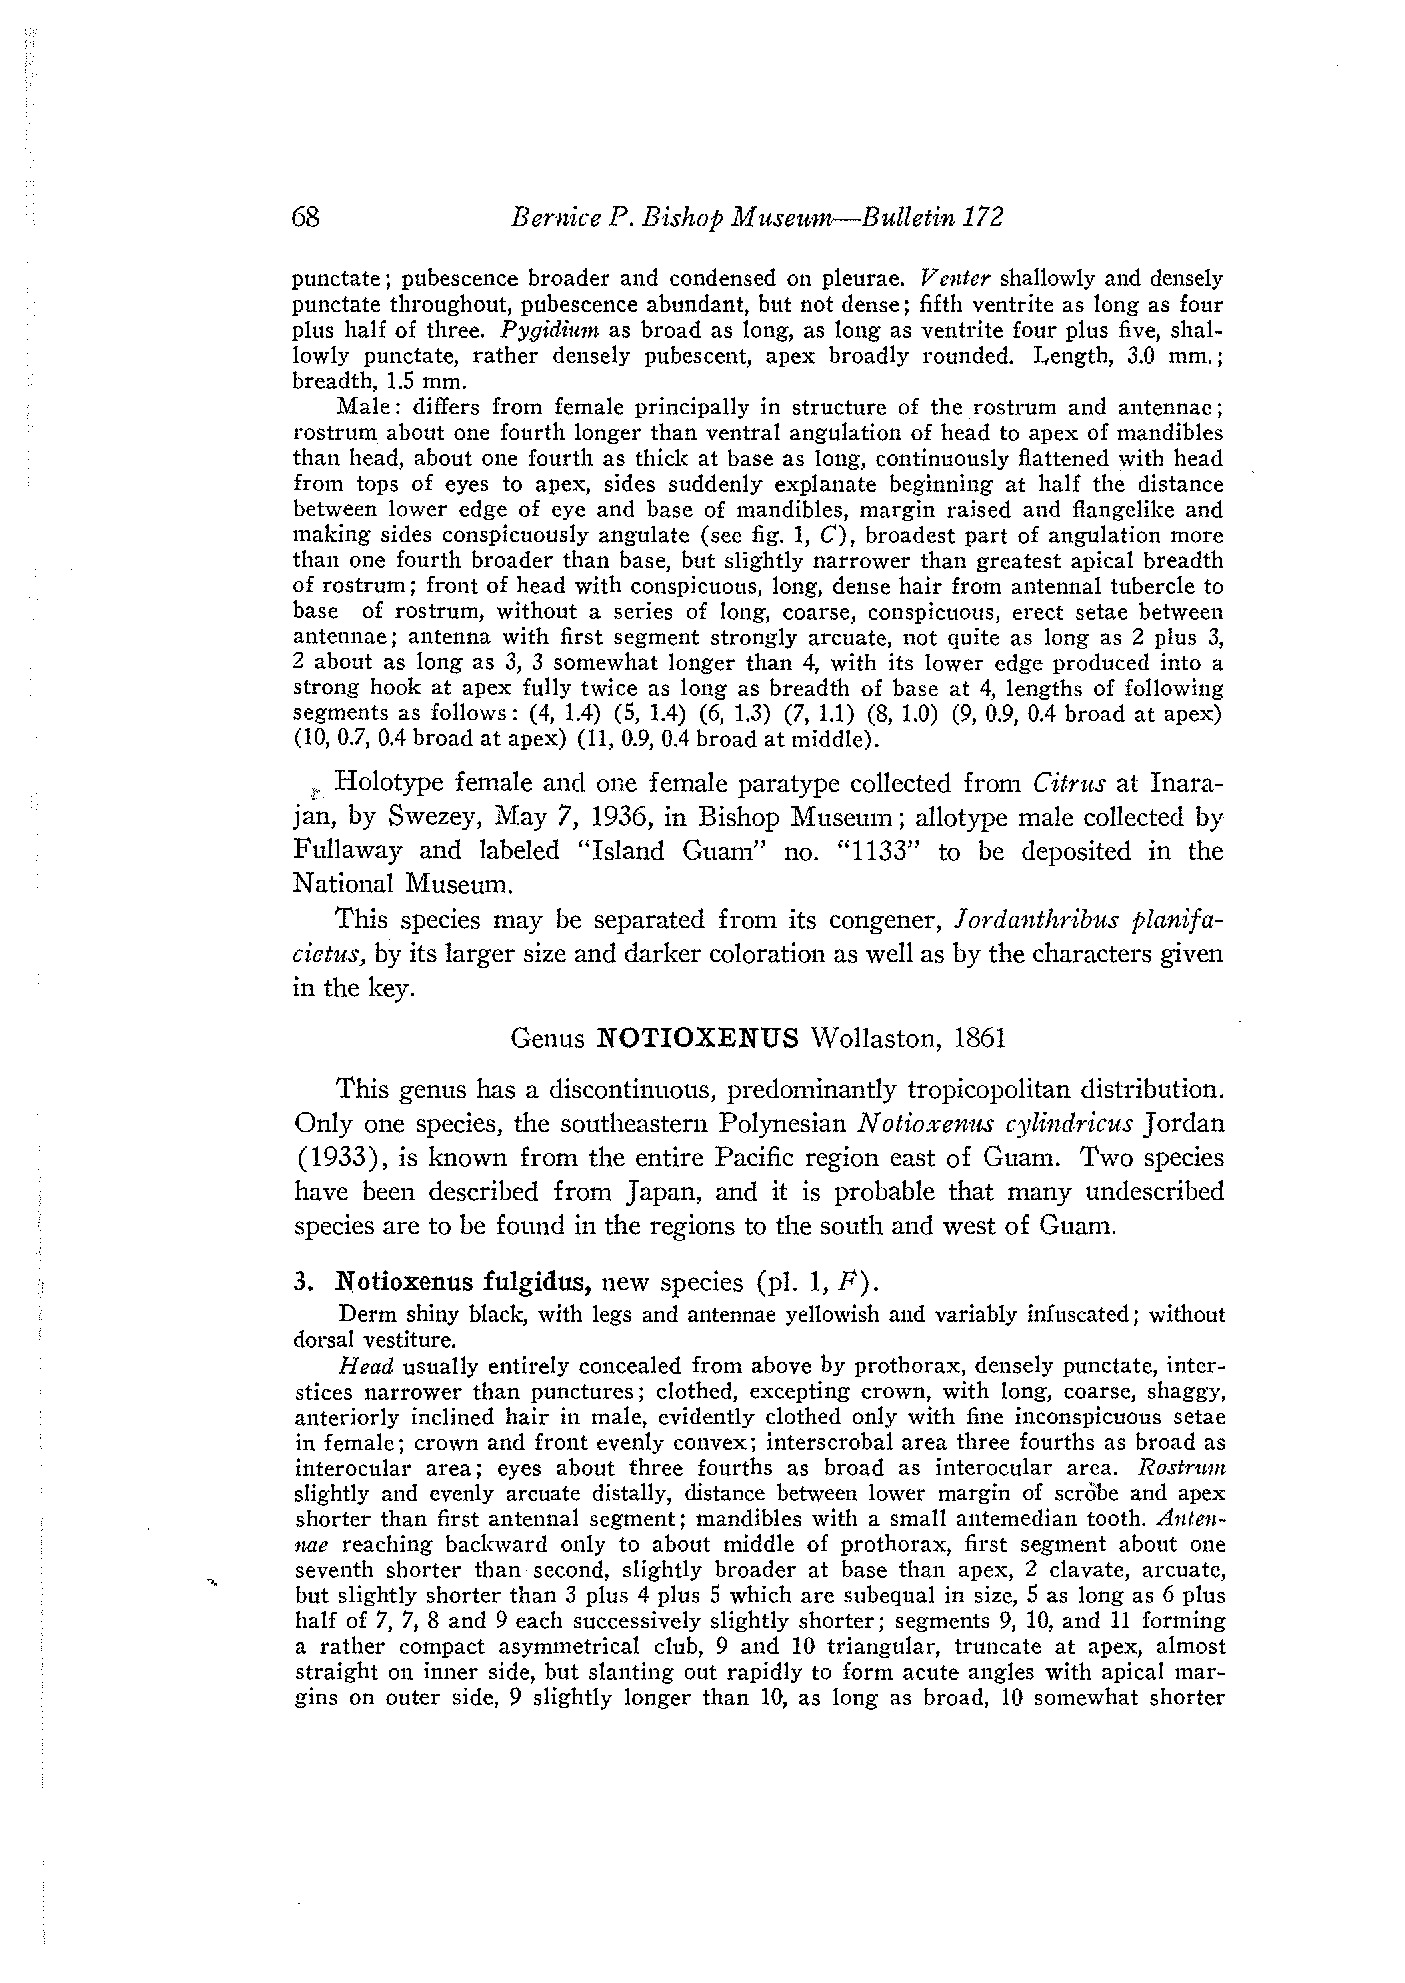 68 Bernice P. Bishop Museum—Bulletin 172
punctate; pubescence broader and condensed on pleurae. Venter shallowly and densely
punctate throughout, pubescence abundant, but not dense; fifth ventrite as long as four
plus half of three. Pygidium as broad as long, as long as ventrite four plus five, shal-
lowly punctate, rather densely pubescent, apex broadly rounded. Length, 3.0 mm.;
breadth, 1.5 mm.
Male: differs from female principally in structure of the rostrum and antennae;
rostrum about one fourth longer than ventral angulation of head to apex of mandibles
than head, about one fourth as thick at base as long, continuously flattened with head
from tops of eyes to apex, sides suddenly explanate beginning at half the distance
between lower edge of eye and base of mandibles, margin raised and flangelike and
making sides conspicuously angulate (see fig. 1, C), broadest part of angulation more
than one fourth broader than base, but slightly narrower than greatest apical breadth
of rostrum; front of head with conspicuous, long, dense hair from antennal tubercle to
base of rostrum, without a series of long, coarse, conspicuous, erect setae between
antennae; antenna with first segment strongly arcuate, not quite as long as 2 plus 3,
2 about as long as 3, 3 somewhat longer than 4, with its lower edge produced into a
strong hook at apex fully twice as long as breadth of base at 4, lengths of following
segments as follows: (4, 1.4) (5, 1.4) (6, 1.3) (7, 1.1) (8, 1.0) (9, 0.9, 0.4 broad at apex)
(10, 0.7, 0.4 broad at apex) (11, 0.9, 0.4 broad at middle).
Holotype female and one female paratype collected from Citrus at Inara-
jan, by Swezey, May 7, 1936, in Bishop Museum; allotype male collected by
Fullaway and labeled "Island Guam" no. "1133" to be deposited in the
National Museum.
This species may be separated from its congener, Jordanthribus planifa-
cietus, by its larger size and darker coloration as well as by the characters given
in the key.
Genus NOTIOXENUS Wollaston, 1861
This genus has a discontinuous, predominantly tropicopolitan distribution.
Only one species, the southeastern Polynesian Notioxenus cylindricus Jordan
(1933), is known from the entire Pacific region east of Guam. Two species
have been described from Japan, and it is probable that many undescribed
species are to be found in the regions to the south and west of Guam.
3. Notioxenus fulgidus, new species (pl. 1, F).
Derm shiny black, with legs and antennae yellowish and variably infuscated; without
dorsal vestiture.
Head usually entirely concealed from above by prothorax, densely punctate, inter-
stices narrower than punctures; clothed, excepting crown, with long, coarse, shaggy,
anteriorly inclined hair in male, evidently clothed only with fine inconspicuous setae
in female; crown and front evenly convex; interscrobal area three fourths as broad as
interocular area; eyes about three fourths as broad as interocular area. Rostrum
slightly and evenly arcuate distally, distance between lower margin of scrobe and apex
shorter than first antennal segment; mandibles with a small antemedian tooth. Anten-
nae reaching backward only to about middle of prothorax, first segment about one
seventh shorter than second, slightly broader at base than apex, 2 clavate, arcuate,
but slightly shorter than 3 plus 4 plus 5 which are subequal in size, 5 as long as 6 plus
half of 7, 7, 8 and 9 each successively slightly shorter; segments 9, 10, and 11 forming
a rather compact asymmetrical club, 9 and 10 triangular, truncate at apex, almost
straight on inner side, but slanting out rapidly to form acute angles with apical mar-
gins on outer side, 9 slightly longer than 10, as long as broad, 10 somewhat shorter